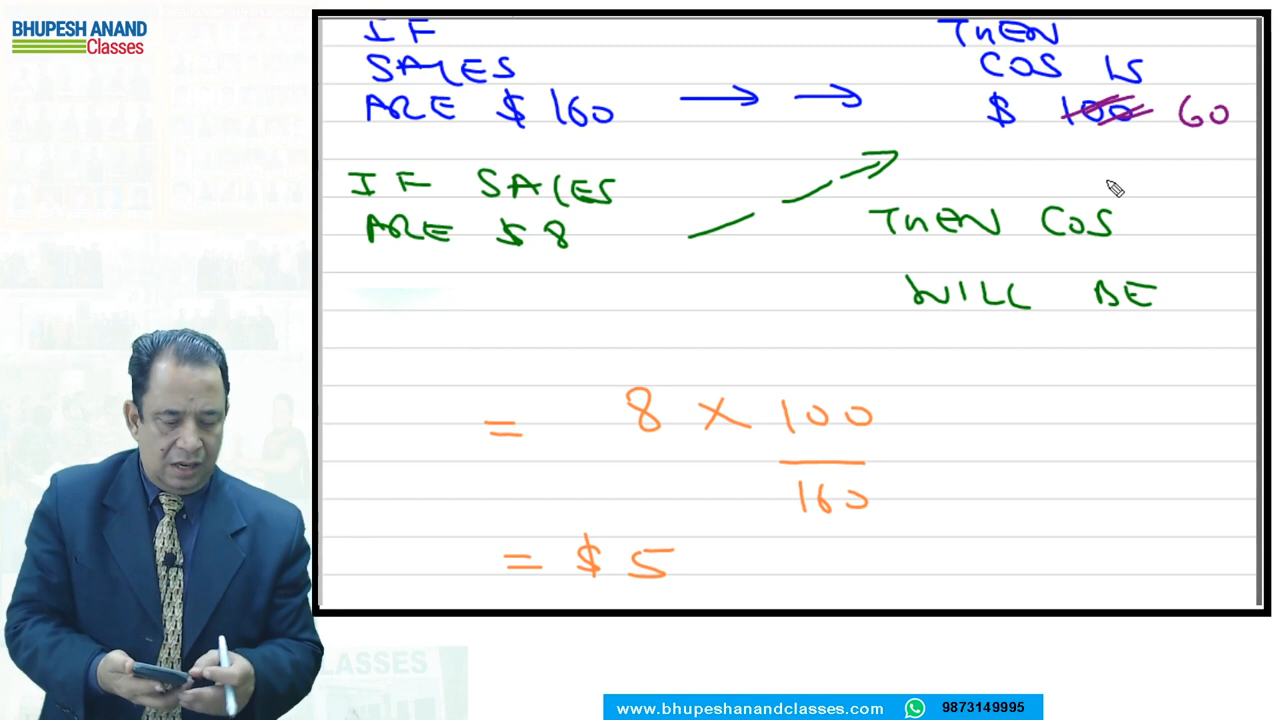 BHUPESH ANAND
Classes
IF
SALES
ARE $ 160
THEN
COS IS
$ 100 60
IF SALES
ARE $ 8
THEN COS
WILL BE
= 8 × 100
160
= $ 5
CLASSES
www.bhupeshanandclasses.com 9873149995